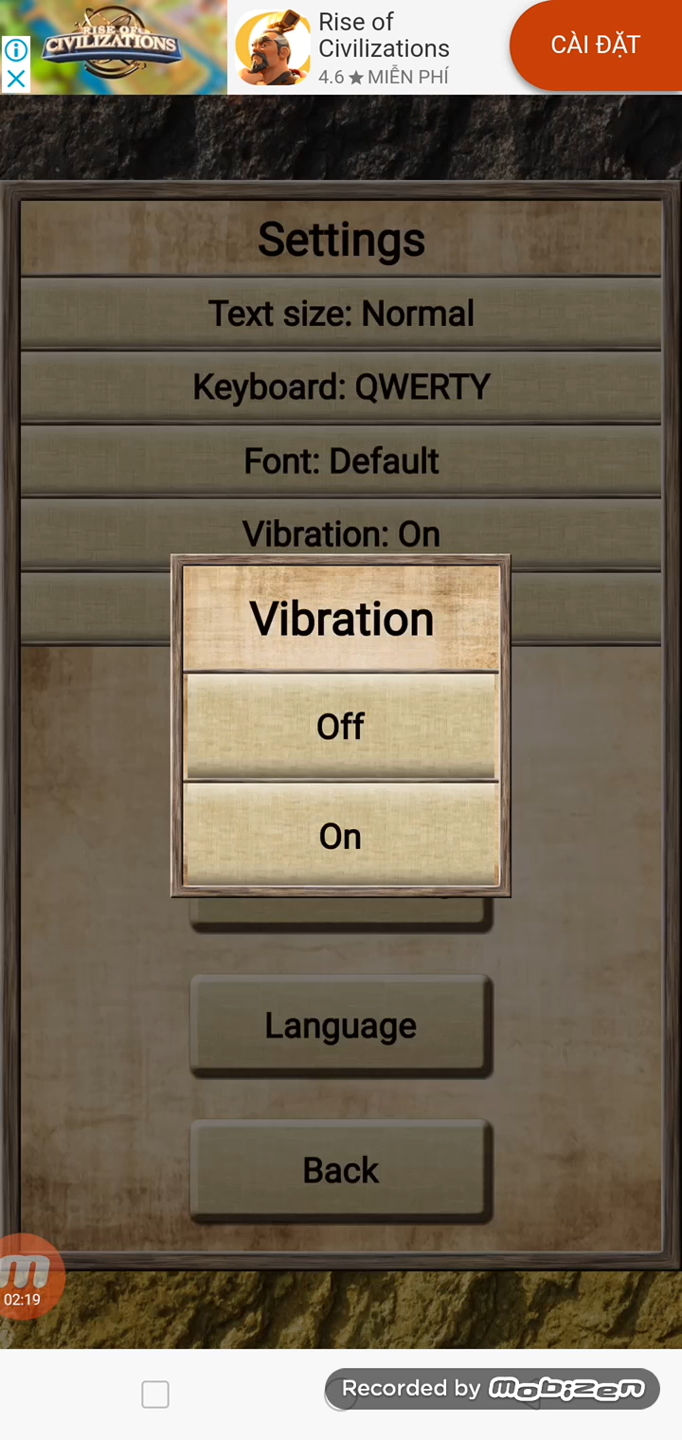 RISE OF
CIVILIZATIONS
Rise of
Civilizations
4.6 ★ MIỄN PHÍ
CÀI ĐẶT
Settings
Text size: Normal
Keyboard: QWERTY
Font: Default
Vibration: On
Vibration
Off
On
Language
Back
m
02:19
Recorded by mobizen